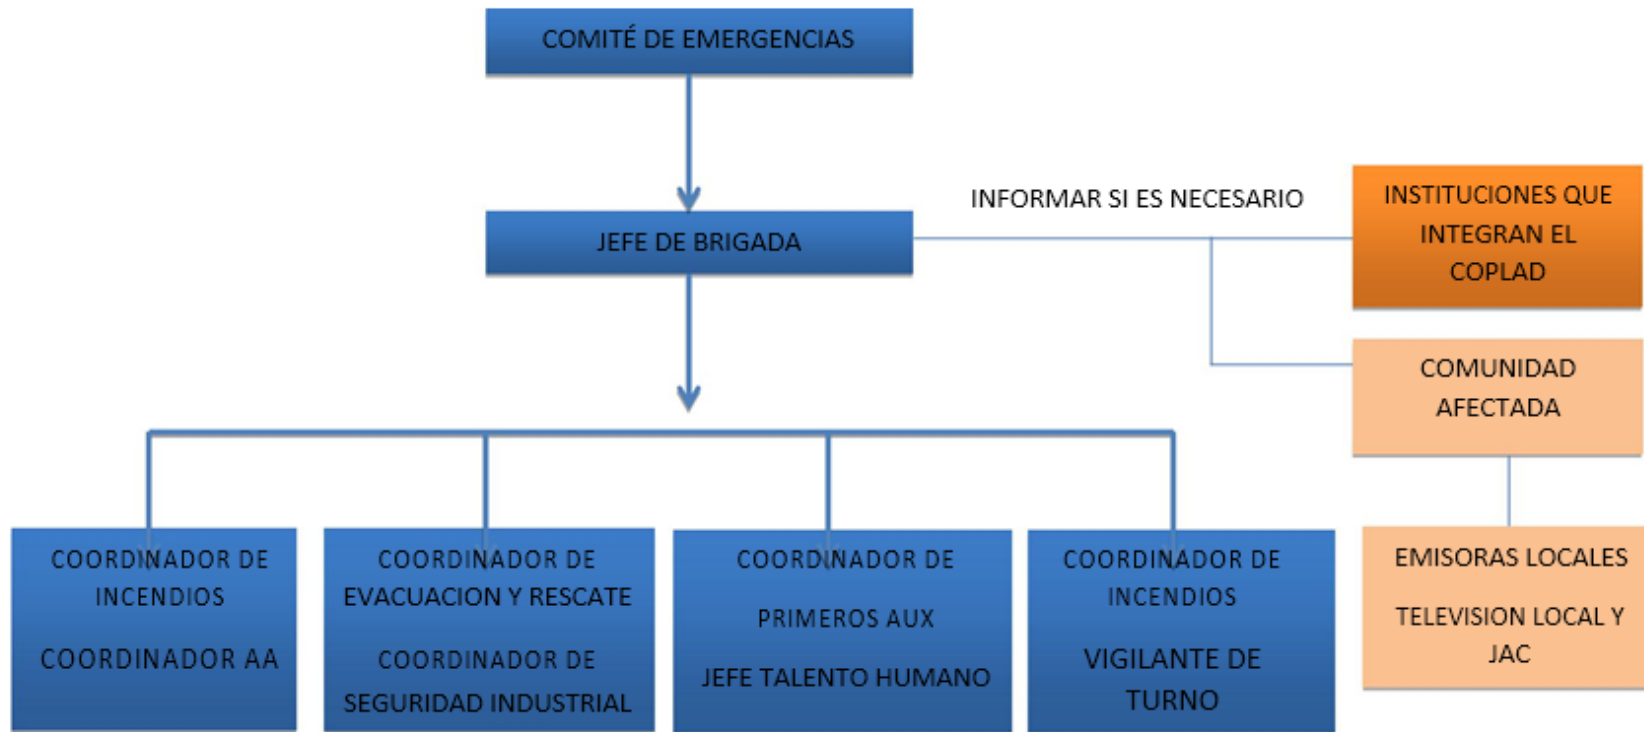 COMITÉ DE EMERGENCIAS
JEFE DE BRIGADA
INFORMAR SI ES NECESARIO
INSTITUCIONES QUE
INTEGRAN EL
COPLAD
COMUNIDAD
AFECTADA
COORDINADOR DE
INCENDIOS
COORDINADOR AA
COORDINADOR DE
EVACUACION Y RESCATE
COORDINADOR DE
SEGURIDAD INDUSTRIAL
COORDINADOR DE
PRIMEROS AUX
JEFE TALENTO HUMANO
COORDINADOR DE
INCENDIOS
VIGILANTE DE
TURNO
EMISORAS LOCALES
TELEVISION LOCAL Y
JAC